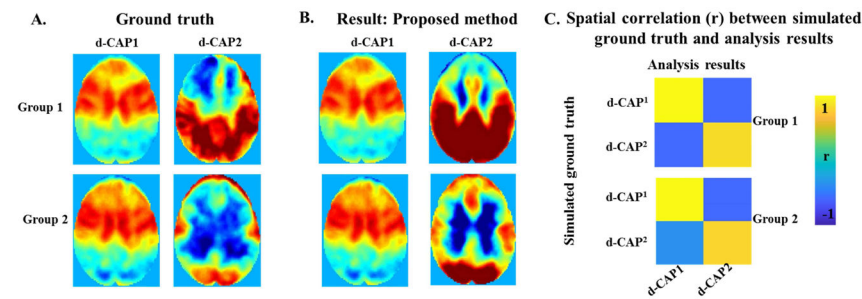 A.
Ground truth
d-CAP1
d-CAP2
Group 1
Group 2
B.
Result: Proposed method
d-CAP1
d-CAP2
C. Spatial correlation (r) between simulated
ground truth and analysis results
Analysis results
Simulated ground truth
d-CAP¹
d-CAP²
Group 1
d-CAP¹
d-CAP²
Group 2
d-CAP1
d-CAP2
1
r
-1